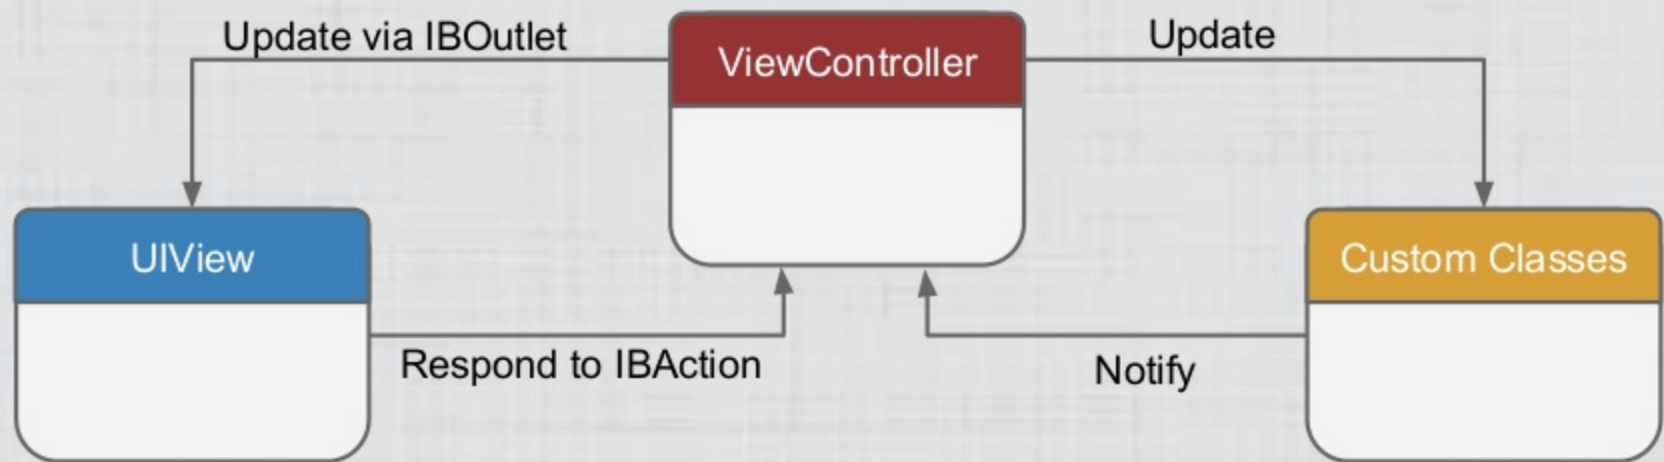 Update via IBOutlet
ViewController
Update
UIView
Custom Classes
Respond to IBAction
Notify